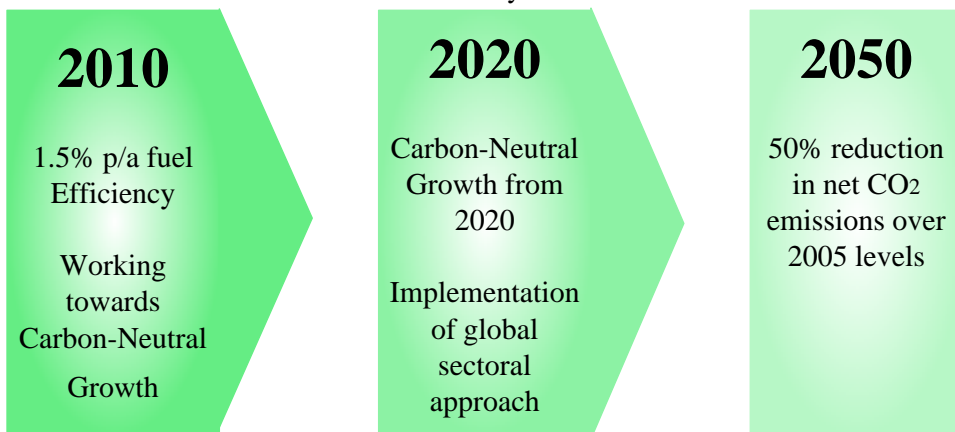 2010
1.5% p/a fuel
Efficiency
Working
towards
Carbon-Neutral
Growth
2020
Carbon-Neutral
Growth from
2020
Implementation
of global
sectoral
approach
2050
50% reduction
in net CO2
emissions over
2005 levels